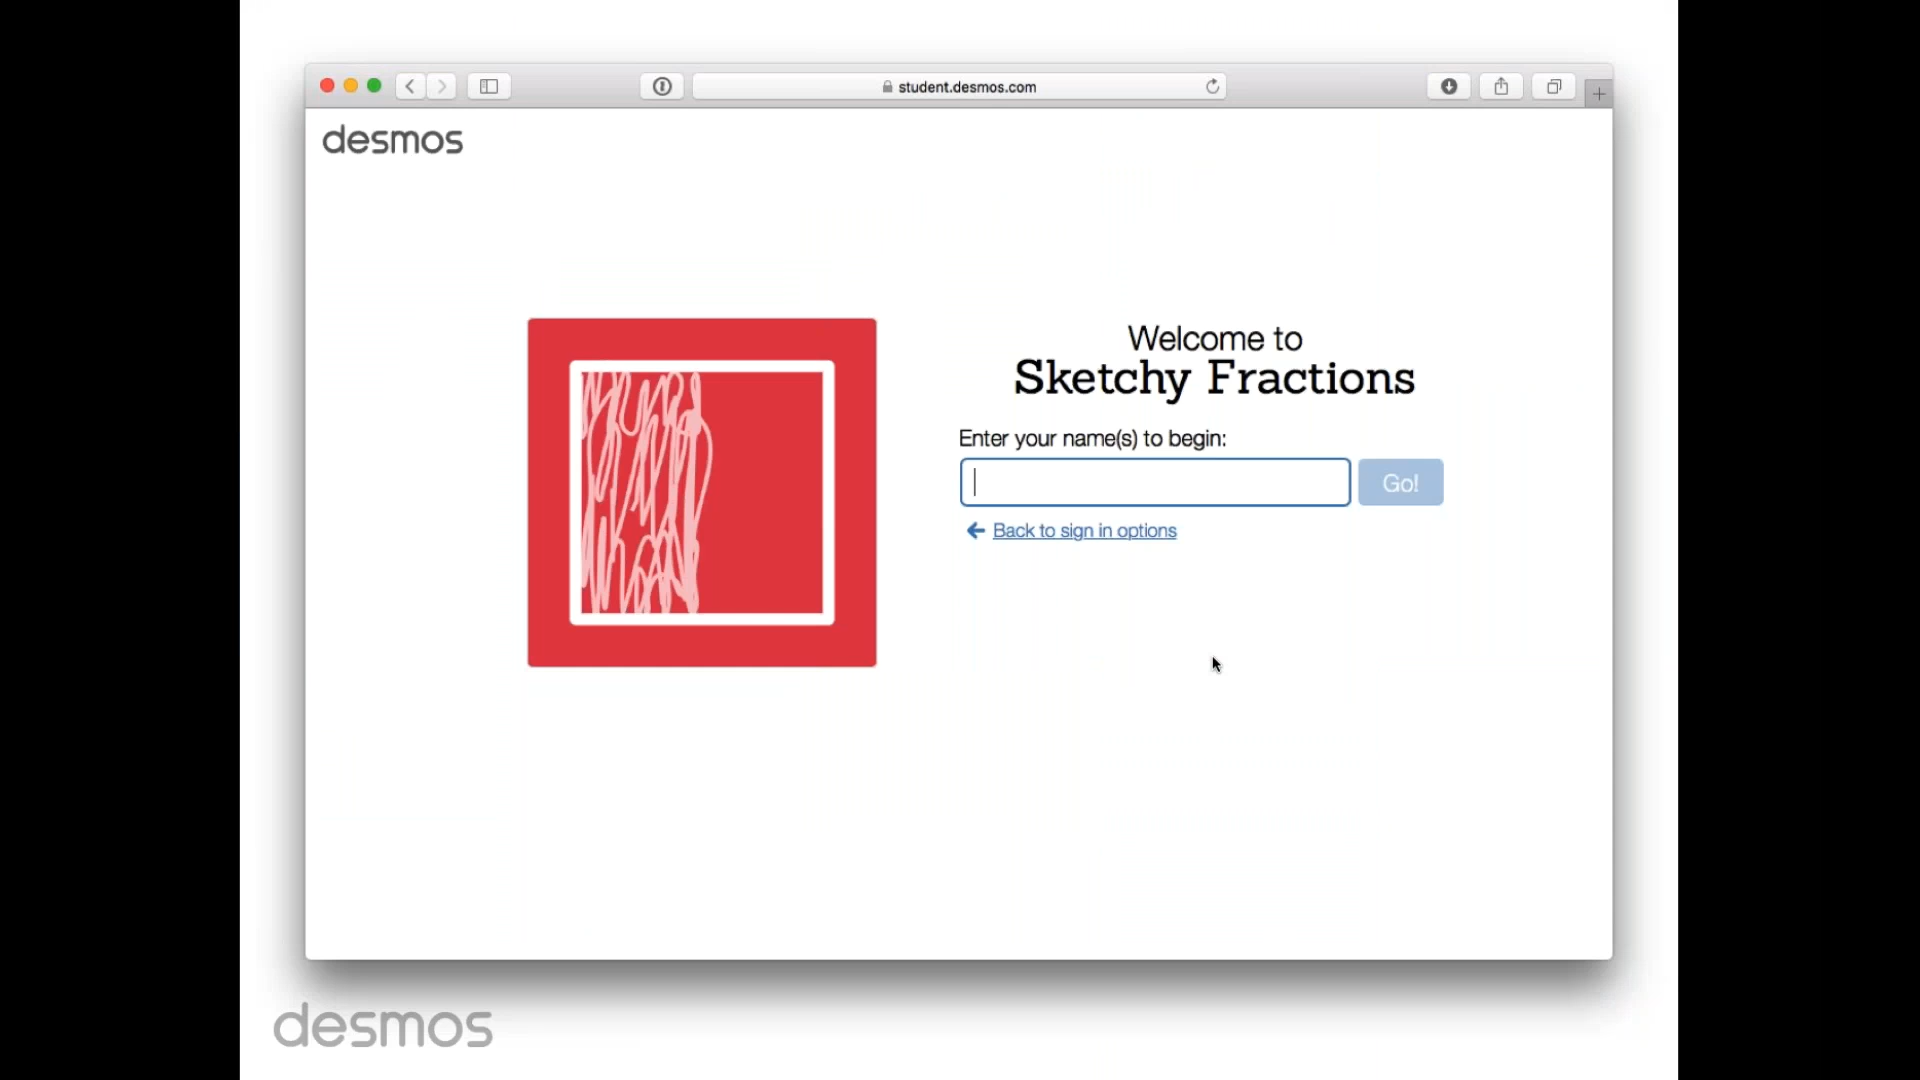 student.desmos.com
desmos
Welcome to
Sketchy Fractions
Enter your name(s) to begin:
Go!
Back to sign in options
desmos